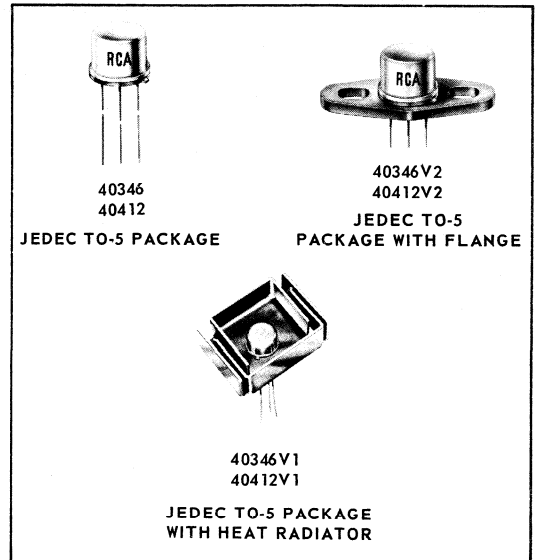 RCA
40346
40412
JEDEC TO-5 PACKAGE
RCA
40346V2
40412V2
JEDEC TO-5
PACKAGE WITH FLANGE
40346V1
40412V1
JEDEC TO-5 PACKAGE
WITH HEAT RADIATOR